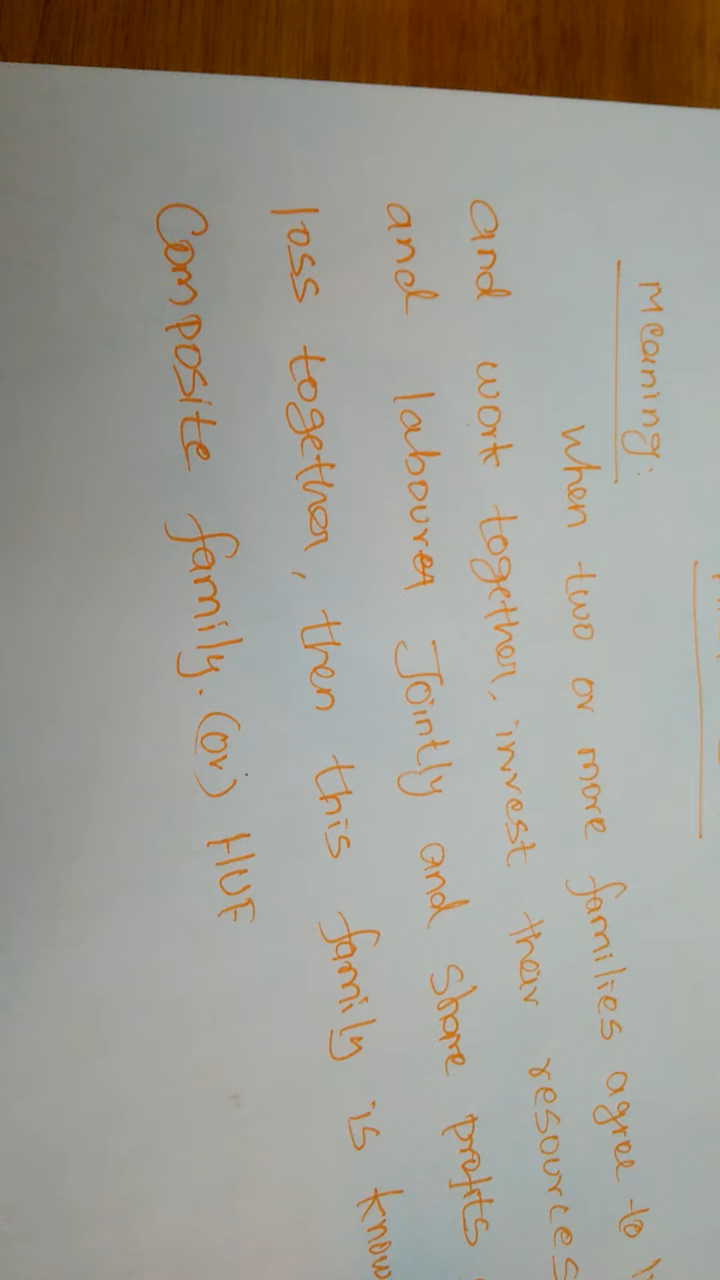 Meaning:
When two or more families agree to
and work together, invest their resources
and labourer Jointly and share profits
loss together, then this family is know
Composite family. (or) HUF